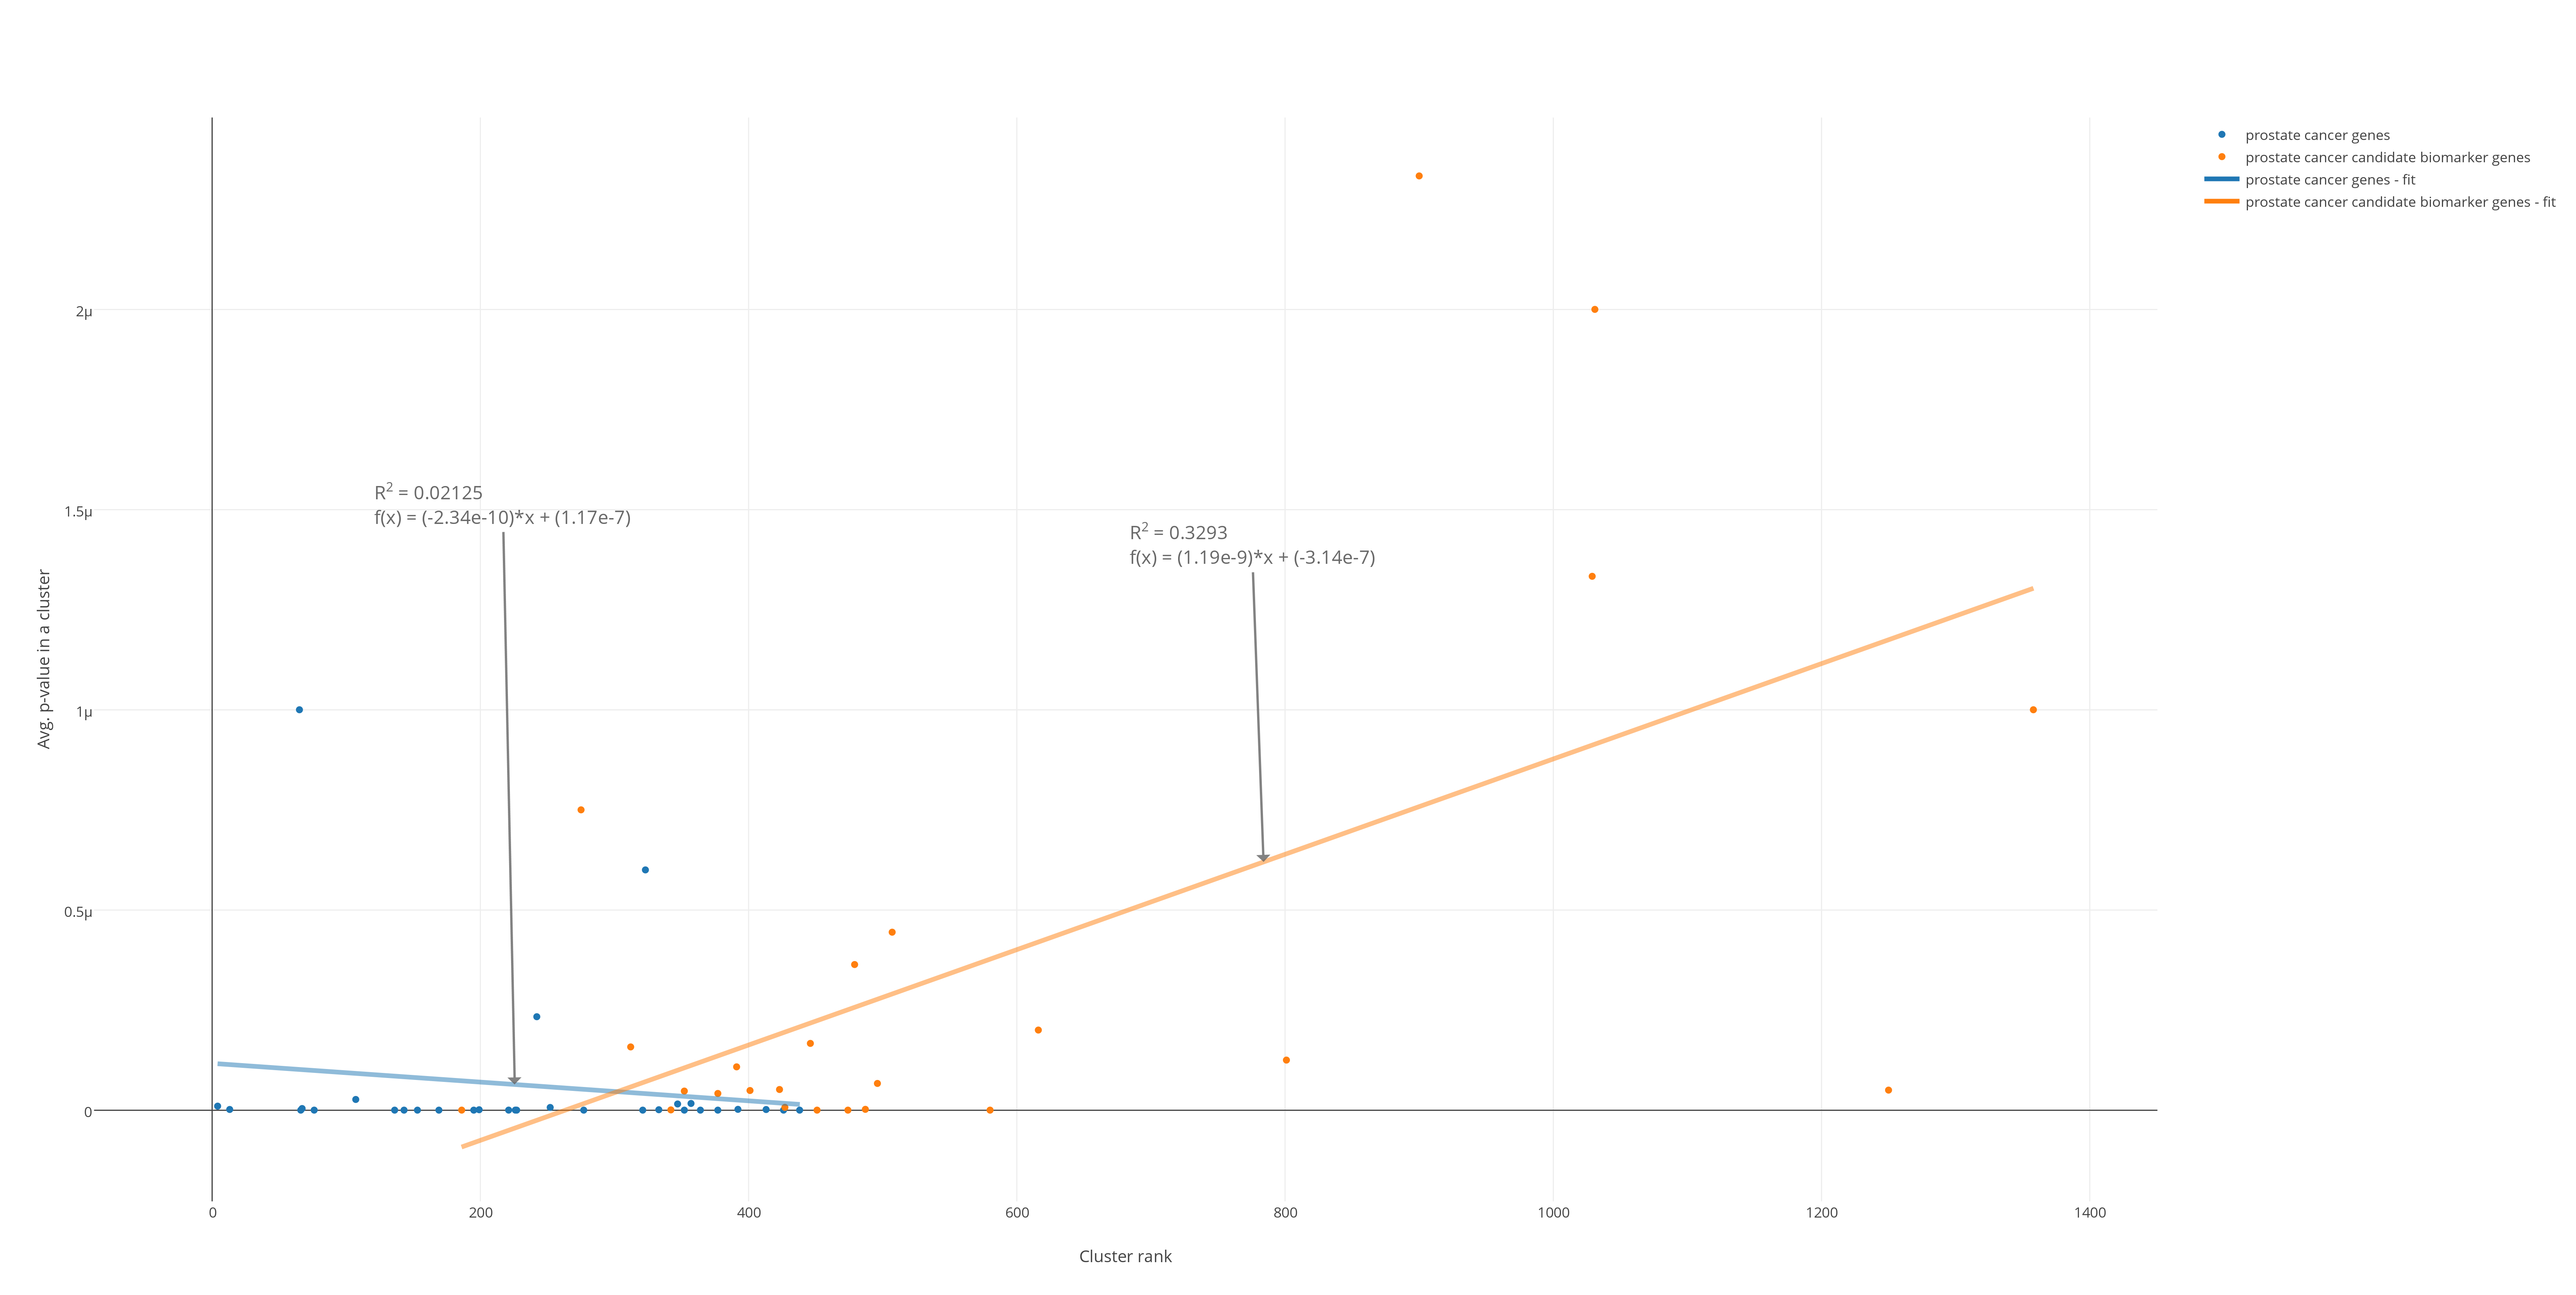 prostate cancer genes
prostate cancer candidate biomarker genes
prostate cancer genes - fit
prostate cancer candidate biomarker genes - fit
2μ
1.5μ
1μ
0.5μ
0
Avg. p-value in a cluster
R² = 0.02125
f(x) = (-2.34e-10)*x + (1.17e-7)
R² = 0.3293
f(x) = (1.19e-9)*x + (-3.14e-7)
0 200 400 600 800 1000 1200 1400
Cluster rank